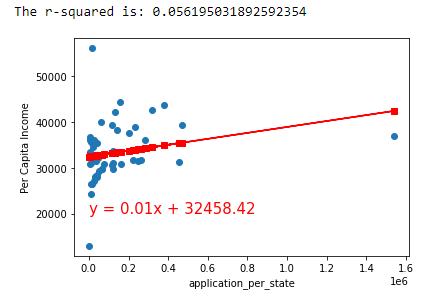 The r-squared is: 0.056195031892592354
50000
40000
30000
20000
Per Capita Income
y = 0.01x + 32458.42
0.0 0.2 0.4 0.6 0.8 1.0 1.2 1.4 1.6
1e6
application_per_state